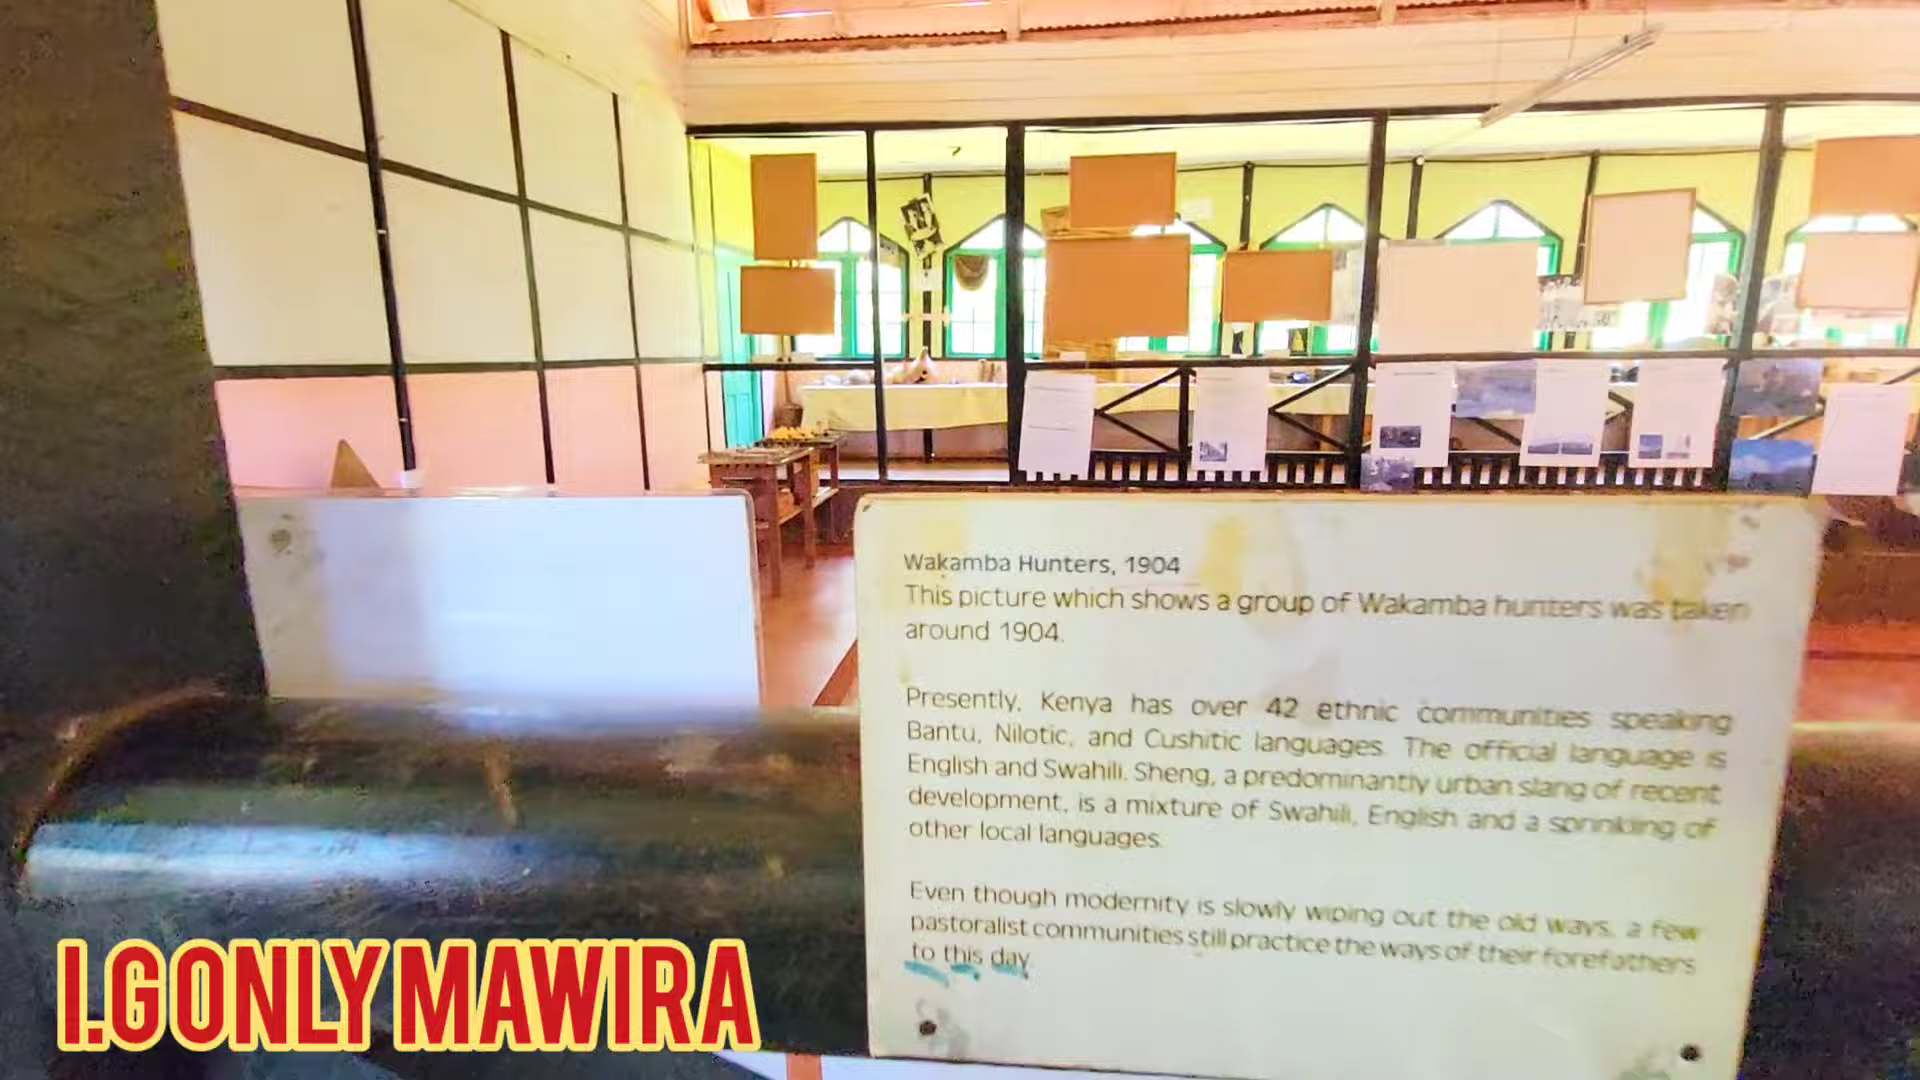 Wakamba Hunters, 1904
This picture which shows a group of Wakamba hunters was taken
around 1904.
Presently, Kenya has over 42 ethnic communities speaking
Bantu, Nilotic, and Cushitic languages. The official language is
English and Swahili. Sheng, a predominantly urban slang of recent
development, is a mixture of Swahili, English and a sprinkling of
other local languages.
Even though modernity is slowly wiping out the old ways, a few
pastoralist communities still practice the ways of their forefathers
to this day.
I.G ONLY MAWIRA